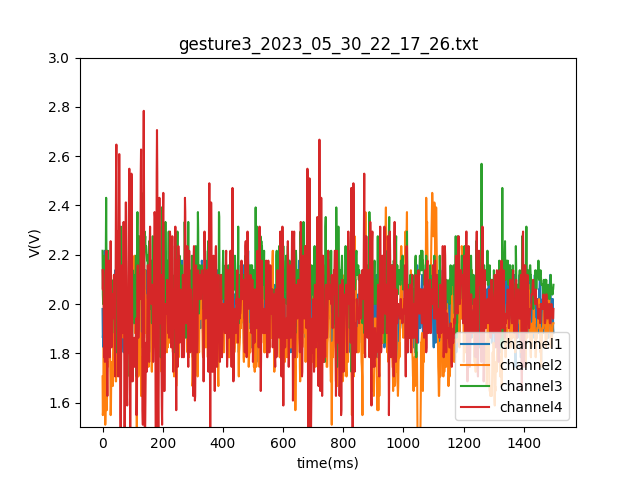 gesture3_2023_05_30_22_17_26.txt
3.0
2.8
2.6
2.4
2.2
2.0
1.8
1.6
V(V)
0 200 400 600 800 1000 1200 1400
time(ms)
channel1
channel2
channel3
channel4